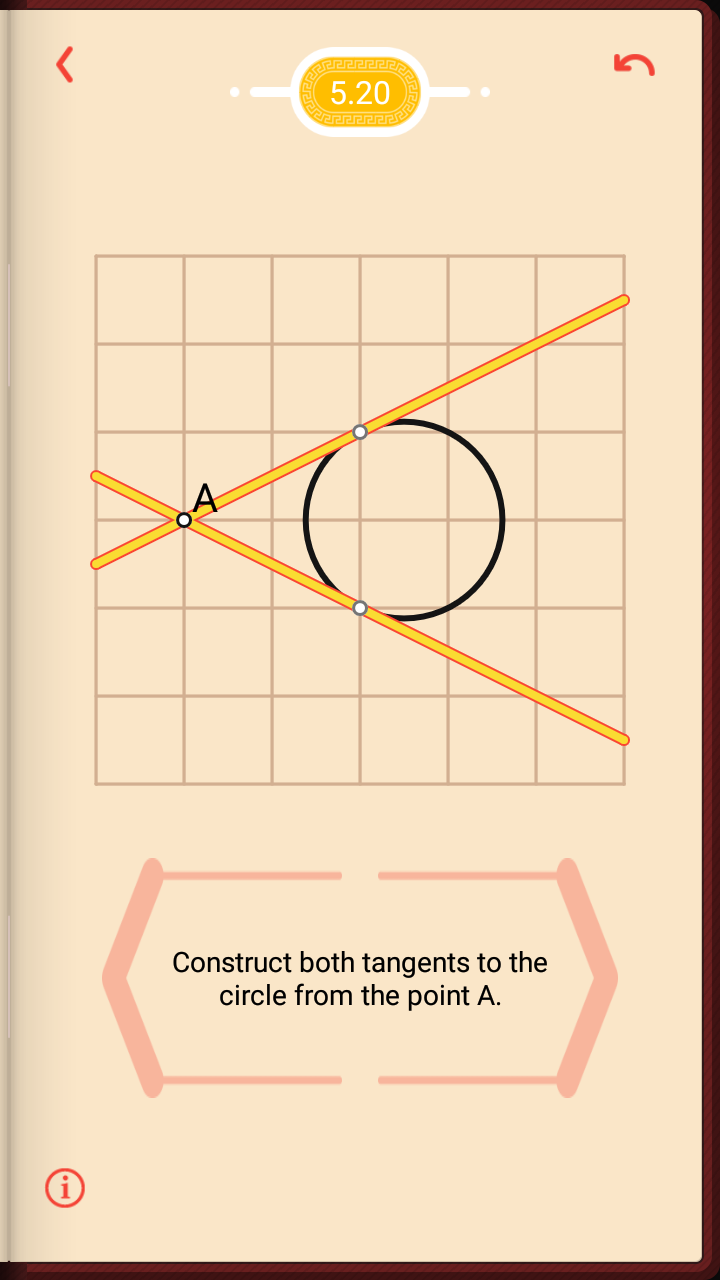 5.20
A
Construct both tangents to the
circle from the point A.
i